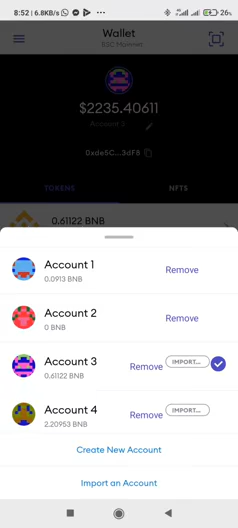 8:52 | 6.8KB/s
26%
Wallet
BSC Mainnet
$2235.40611
Account 3
0xde5C...3dF8
TOKENS NFTS
0.61122 BNB
Account 1
0.0913 BNB
Remove
Account 2
0 BNB
Remove
Account 3
0.61122 BNB
Remove
IMPORT...
Account 4
2.20953 BNB
Remove
IMPORT...
Create New Account
Import an Account